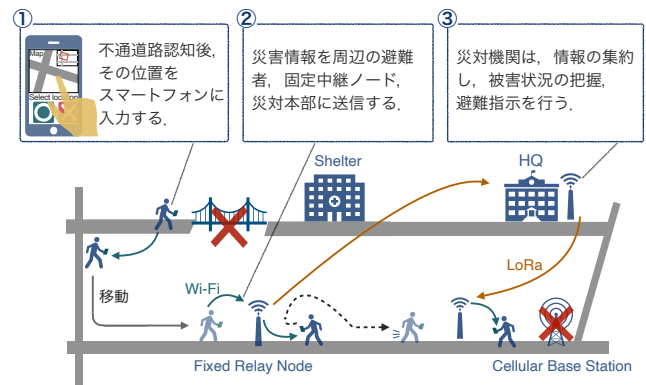 ①
不通道路認知後,
その位置を
スマートフォンに
入力する.
Map
Select location
②
災害情報を周辺の避難
者, 固定中継ノード,
災対本部に送信する.
③
災対機関は, 情報の集約
し, 被害状況の把握,
避難指示を行う.
Shelter
HQ
LoRa
Wi-Fi
移動
Fixed Relay Node
Cellular Base Station